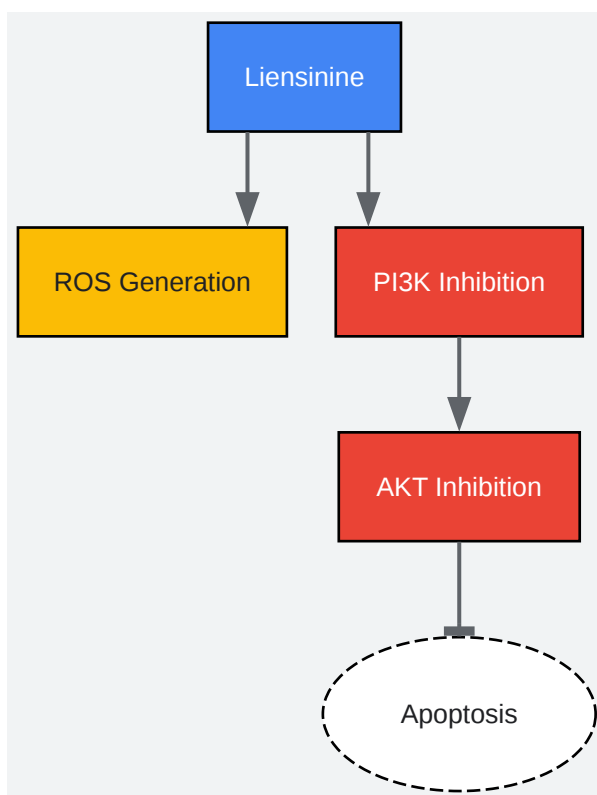 Liensinine
ROS Generation
PI3K Inhibition
AKT Inhibition
Apoptosis